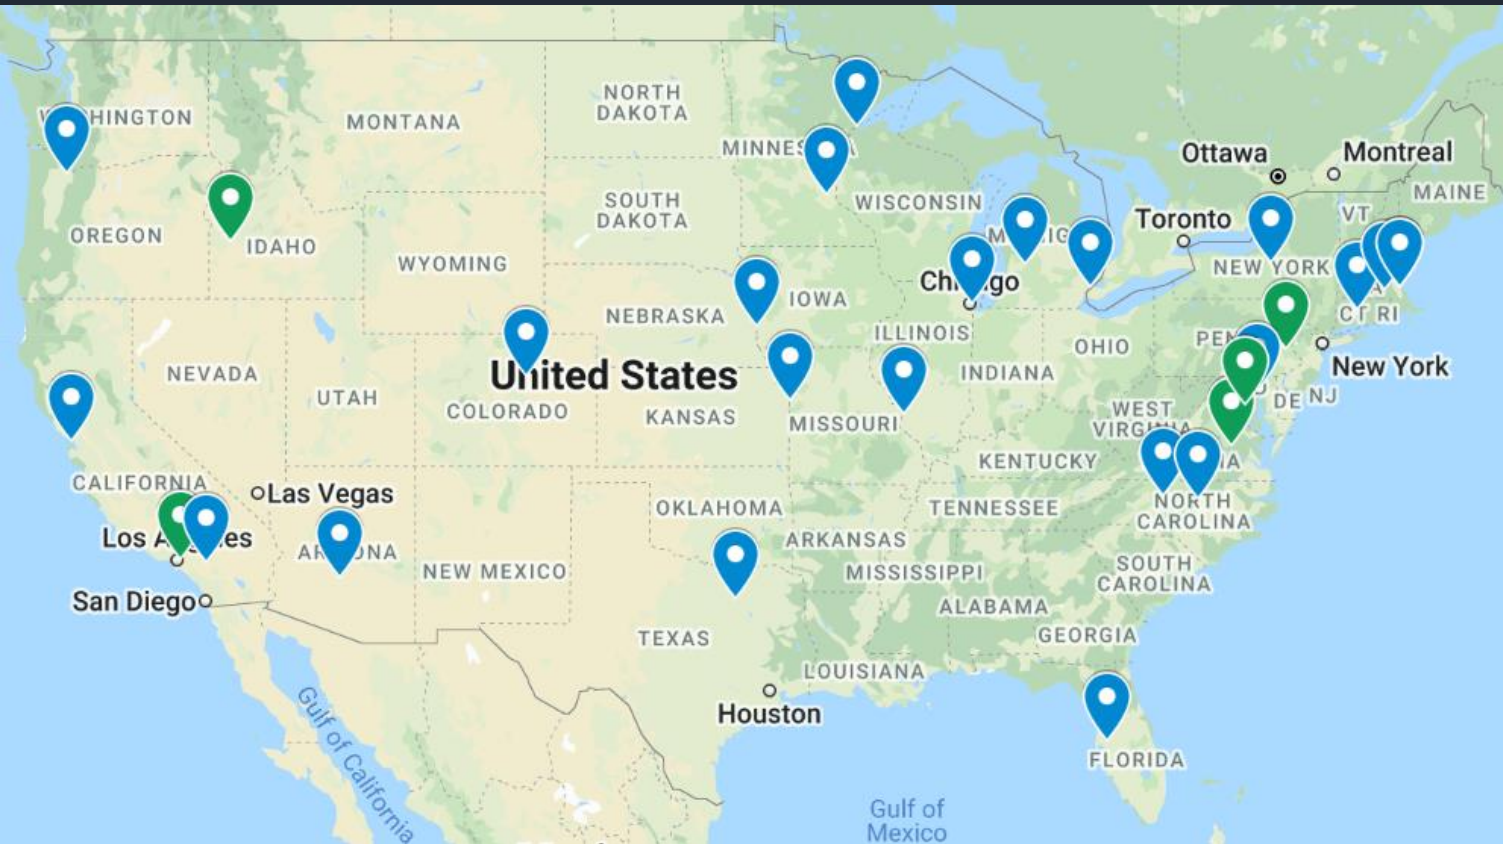 NORTH
DAKOTA
MONTANA
Ottawa
Montreal
MAINE
SOUTH
DAKOTA
WISCONSIN
Toronto
VT
OREGON
IDAHO
WYOMING
NEW YORK
IOWA
NEBRASKA
ILLINOIS
CT RI
OHIO
New York
NEVADA
United States
INDIANA
UTAH
COLORADO
KANSAS
MISSOURI
WEST
DE NJ
KENTUCKY
CALIFORNIA
Las Vegas
OKLAHOMA
TENNESSEE
NORTH
CAROLINA
ARKANSAS
NEW MEXICO
MISSISSIPPI
SOUTH
CAROLINA
San Diego
ALABAMA
TEXAS
GEORGIA
LOUISIANA
Houston
Gulf of California
FLORIDA
Gulf of
Mexico